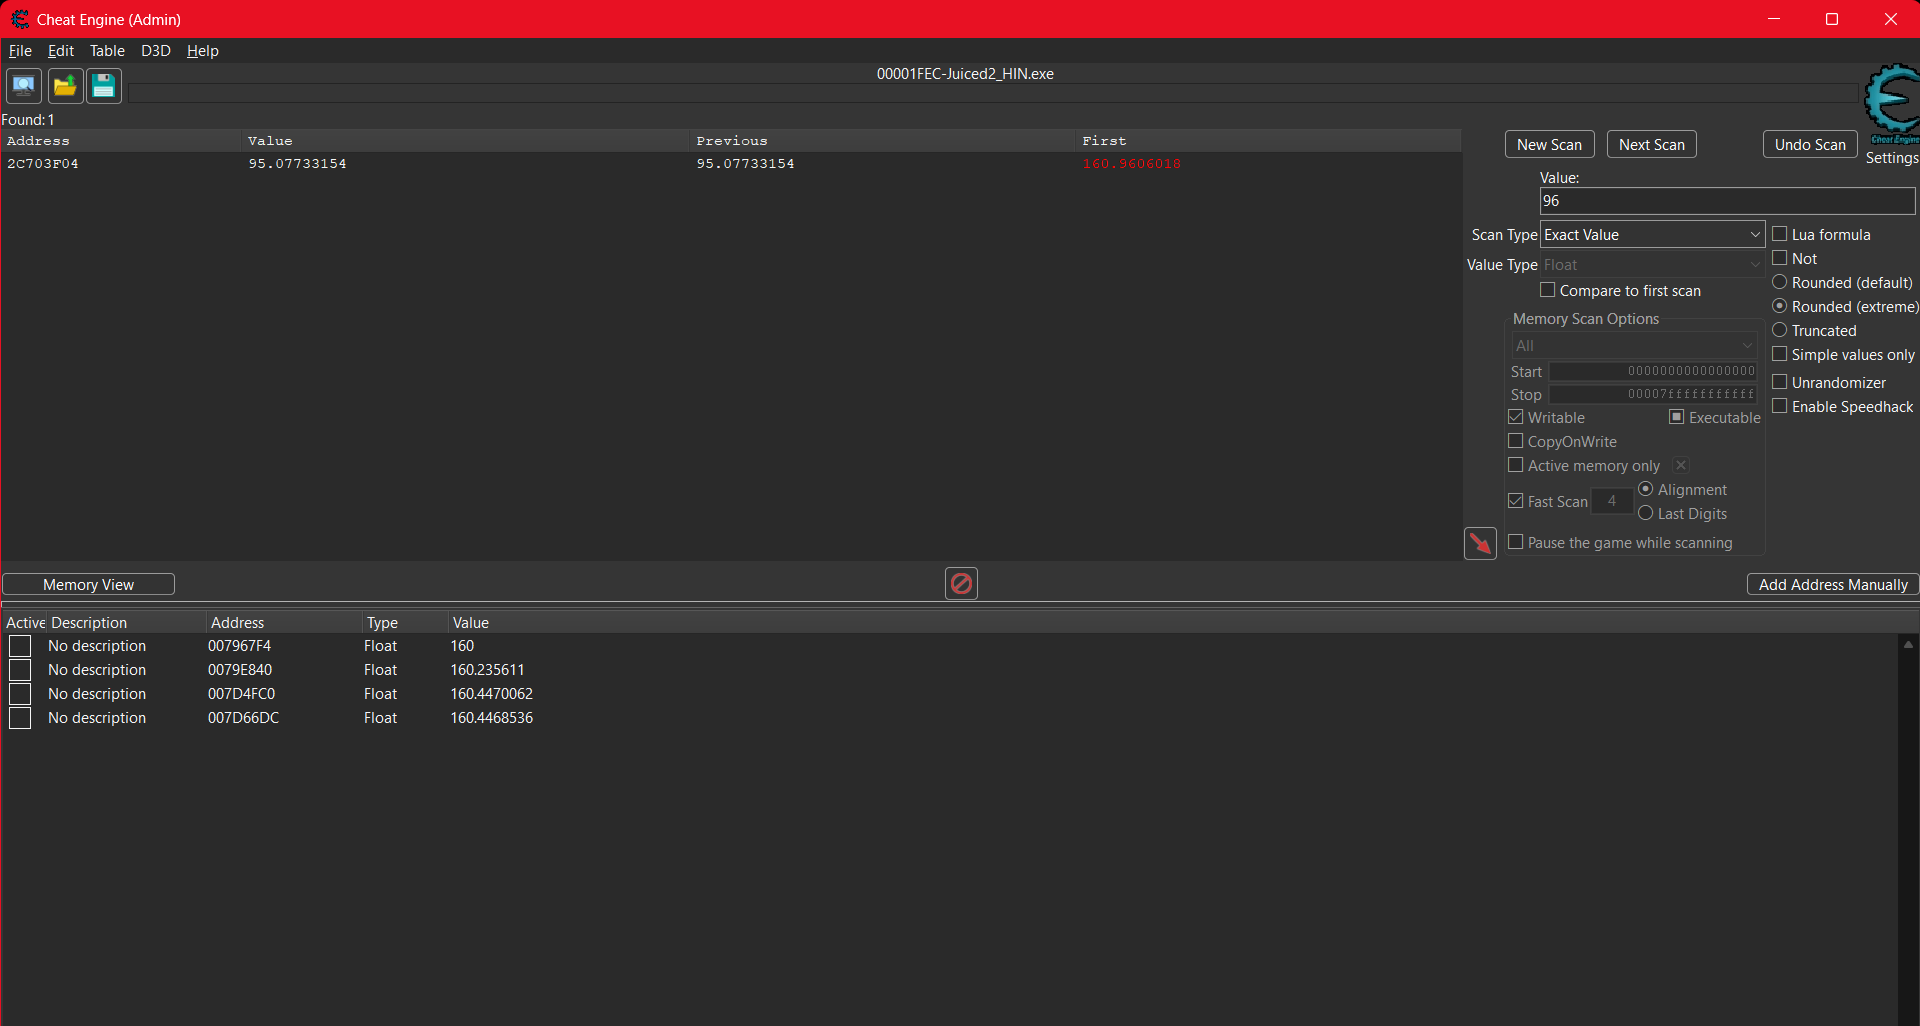 Cheat Engine (Admin)
File Edit Table D3D Help
00001FEC-Juiced2_HIN.exe
Cheat Engine
Settings
Found:1
Address Value Previous First
2C703F04 95.07733154 95.07733154 160.9606018
New Scan Next Scan Undo Scan
Value:
96
Scan Type Exact Value
Lua formula
Not
Value Type Float
Rounded (default)
Compare to first scan
Rounded (extreme)
Memory Scan Options
Truncated
All
Simple values only
Start 0000000000000000
Unrandomizer
Stop 00007fffffffffff
Enable Speedhack
Writable Executable
CopyOnWrite
Active memory only
Fast Scan 4 Alignment
Last Digits
Pause the game while scanning
Memory View Add Address Manually
Active Description Address Type Value
No description 007967F4 Float 160
No description 0079E840 Float 160.235611
No description 007D4FC0 Float 160.4470062
No description 007D66DC Float 160.4468536